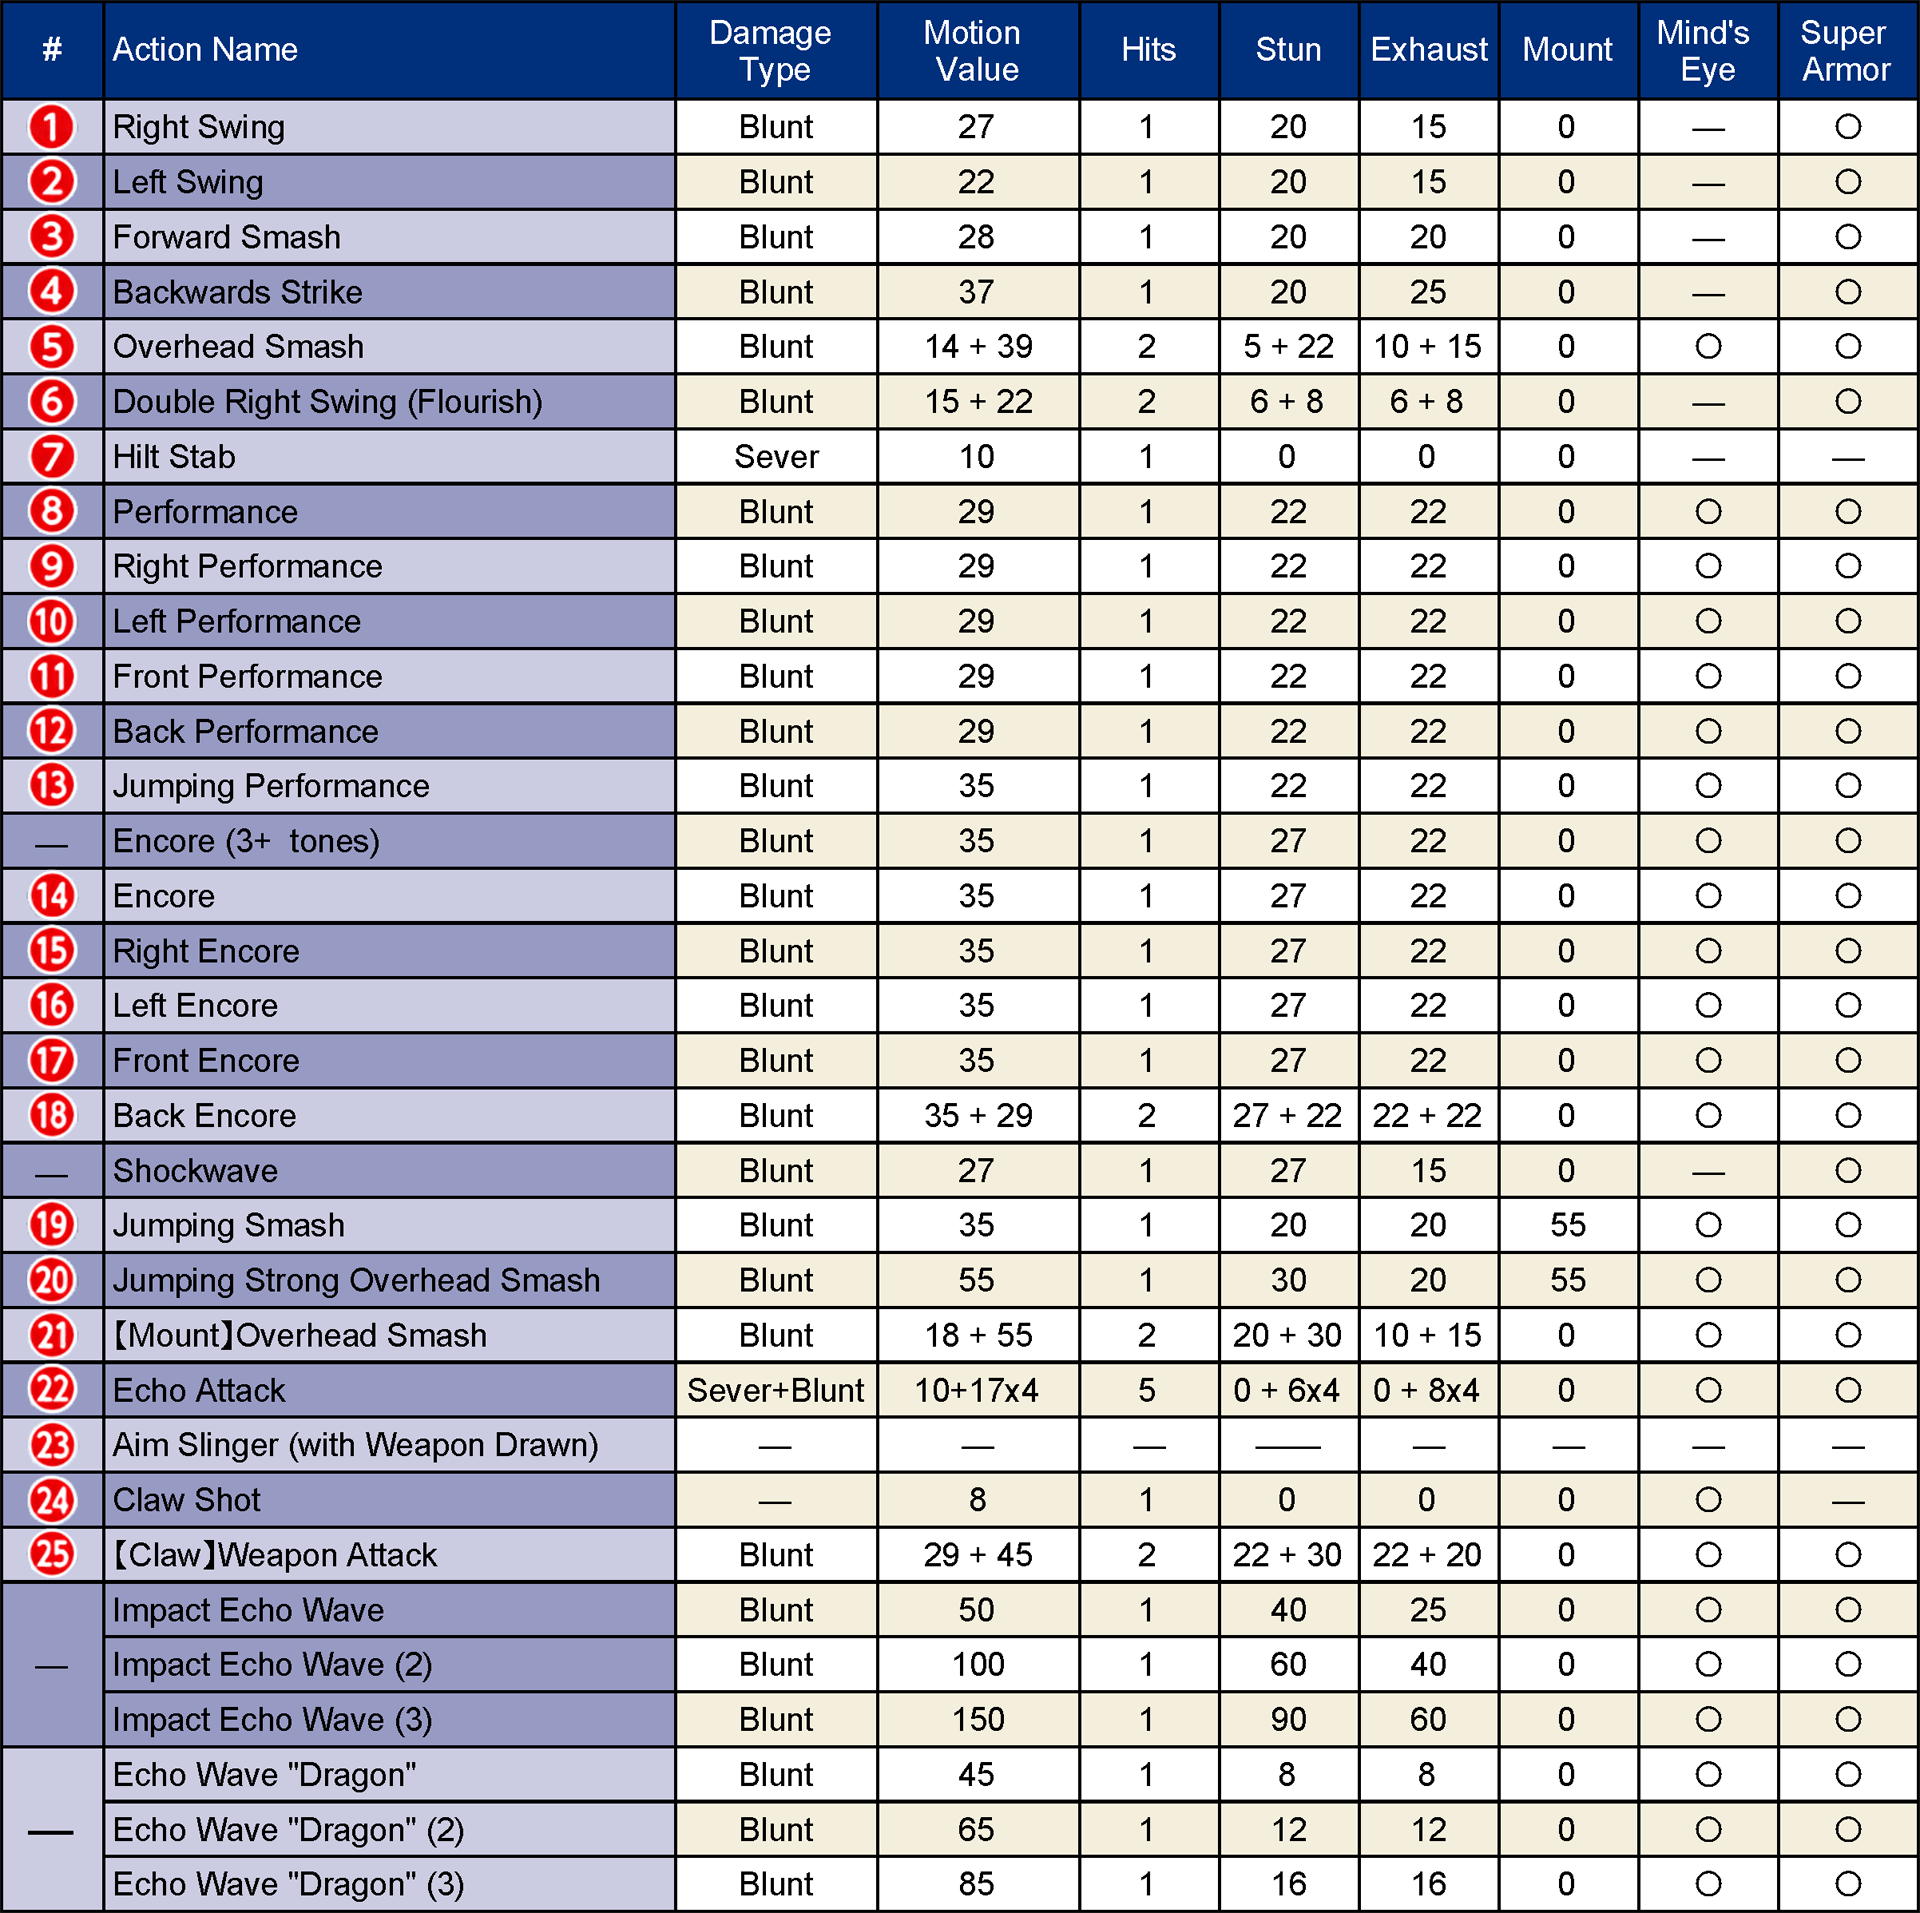 # Action Name Damage Type Motion Value Hits Stun Exhaust Mount Mind's Eye Super Armor
1 Right Swing Blunt 27 1 20 15 0 — ○
2 Left Swing Blunt 22 1 20 15 0 — ○
3 Forward Smash Blunt 28 1 20 20 0 — ○
4 Backwards Strike Blunt 37 1 20 25 0 — ○
5 Overhead Smash Blunt 14 + 39 2 5 + 22 10 + 15 0 ○ ○
6 Double Right Swing (Flourish) Blunt 15 + 22 2 6 + 8 6 + 8 0 — ○
7 Hilt Stab Sever 10 1 0 0 0 — —
8 Performance Blunt 29 1 22 22 0 ○ ○
9 Right Performance Blunt 29 1 22 22 0 ○ ○
10 Left Performance Blunt 29 1 22 22 0 ○ ○
11 Front Performance Blunt 29 1 22 22 0 ○ ○
12 Back Performance Blunt 29 1 22 22 0 ○ ○
13 Jumping Performance Blunt 35 1 22 22 0 ○ ○
— Encore (3+ tones) Blunt 35 1 27 22 0 ○ ○
14 Encore Blunt 35 1 27 22 0 ○ ○
15 Right Encore Blunt 35 1 27 22 0 ○ ○
16 Left Encore Blunt 35 1 27 22 0 ○ ○
17 Front Encore Blunt 35 1 27 22 0 ○ ○
18 Back Encore Blunt 35 + 29 2 27 + 22 22 + 22 0 ○ ○
— Shockwave Blunt 27 1 27 15 0 — ○
19 Jumping Smash Blunt 35 1 20 20 55 ○ ○
20 Jumping Strong Overhead Smash Blunt 55 1 30 20 55 ○ ○
21 【Mount】Overhead Smash Blunt 18 + 55 2 20 + 30 10 + 15 0 ○ ○
22 Echo Attack Sever+Blunt 10+17x4 5 0 + 6x4 0 + 8x4 0 ○ ○
23 Aim Slinger (with Weapon Drawn) — — — — — — — —
24 Claw Shot — 8 1 0 0 0 ○ —
25 【Claw】Weapon Attack Blunt 29 + 45 2 22 + 30 22 + 20 0 ○ ○
Impact Echo Wave Blunt 50 1 40 25 0 ○ ○
— Impact Echo Wave (2) Blunt 100 1 60 40 0 ○ ○
Impact Echo Wave (3) Blunt 150 1 90 60 0 ○ ○
Echo Wave "Dragon" Blunt 45 1 8 8 0 ○ ○
— Echo Wave "Dragon" (2) Blunt 65 1 12 12 0 ○ ○
Echo Wave "Dragon" (3) Blunt 85 1 16 16 0 ○ ○